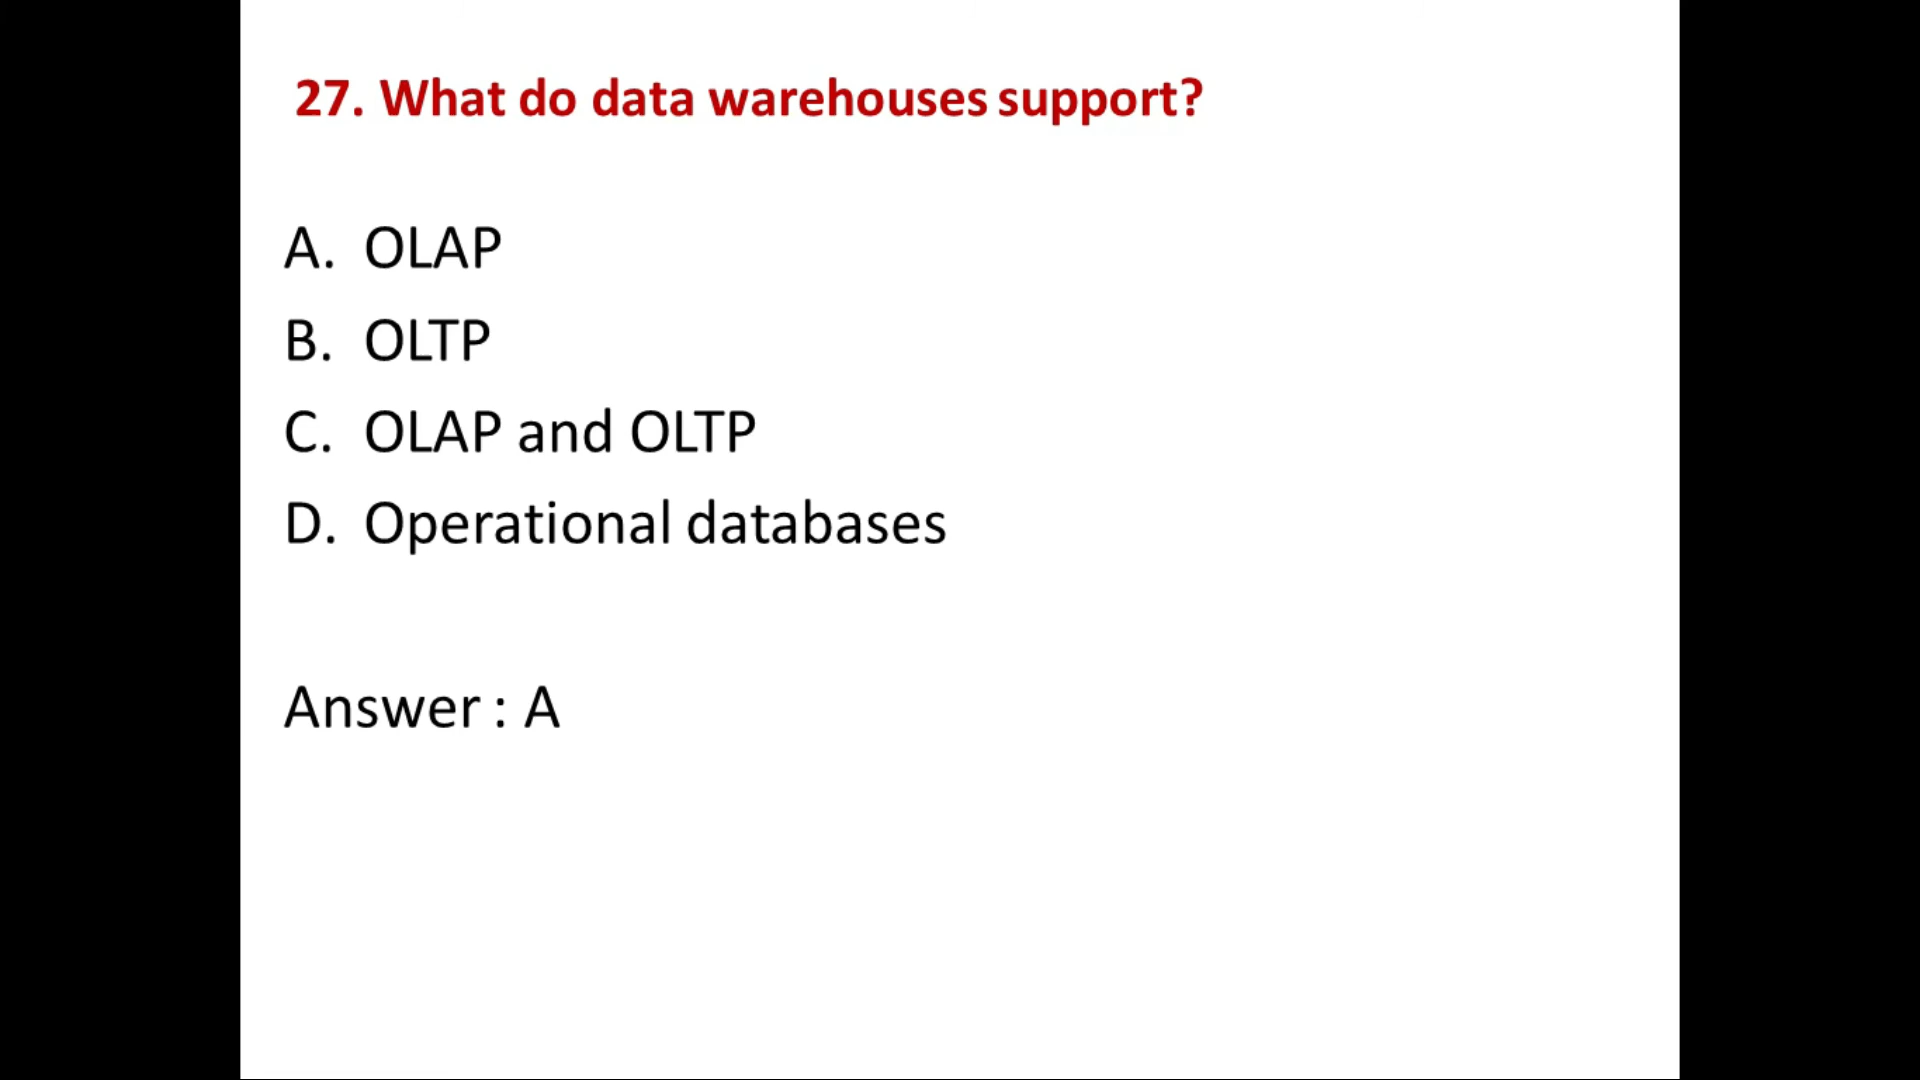 27. What do data warehouses support?
A. OLAP
B. OLTP
C. OLAP and OLTP
D. Operational databases
Answer : A